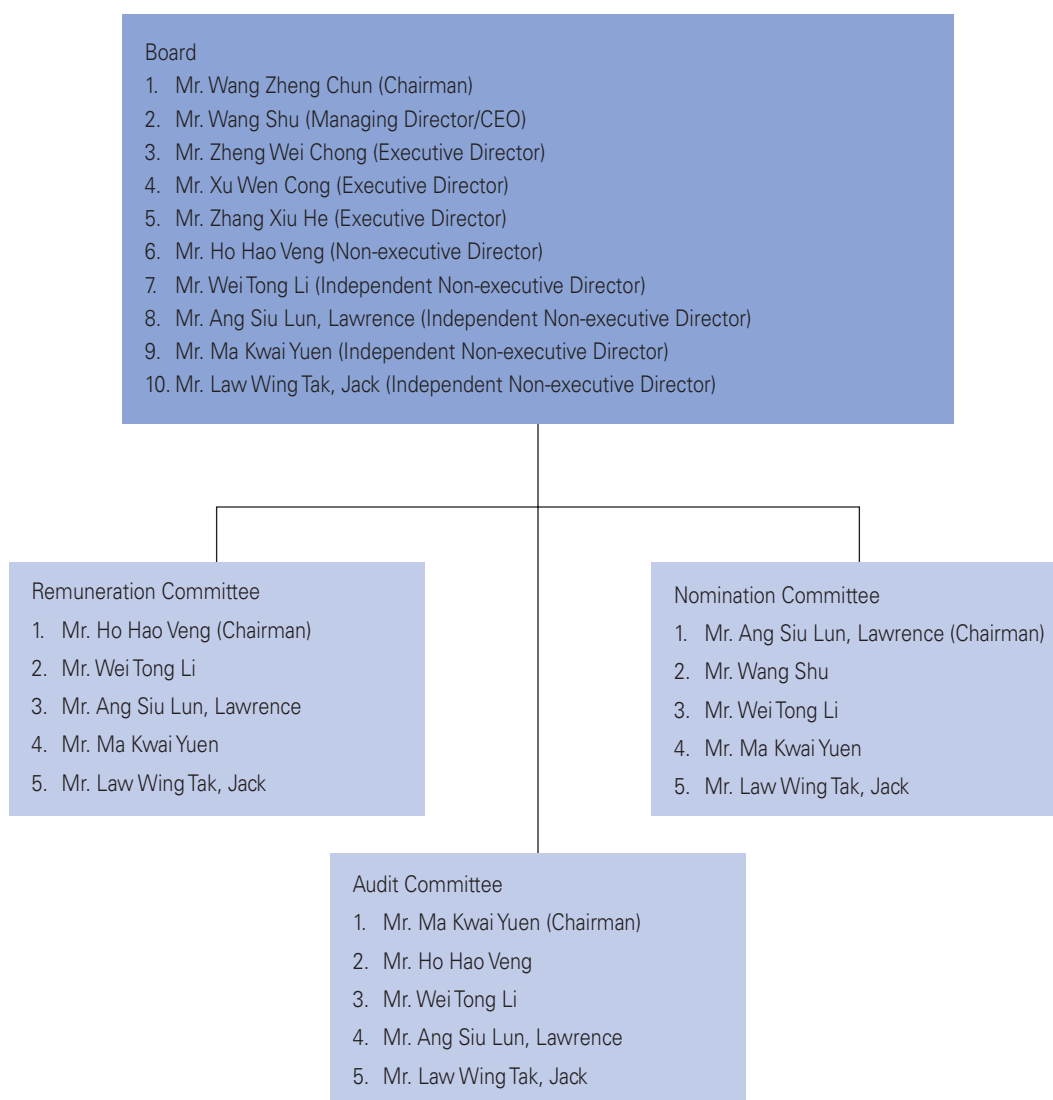 Board
1. Mr. Wang Zheng Chun (Chairman)
2. Mr. Wang Shu (Managing Director/CEO)
3. Mr. Zheng Wei Chong (Executive Director)
4. Mr. Xu Wen Cong (Executive Director)
5. Mr. Zhang Xiu He (Executive Director)
6. Mr. Ho Hao Veng (Non-executive Director)
7. Mr. Wei Tong Li (Independent Non-executive Director)
8. Mr. Ang Siu Lun, Lawrence (Independent Non-executive Director)
9. Mr. Ma Kwai Yuen (Independent Non-executive Director)
10. Mr. Law Wing Tak, Jack (Independent Non-executive Director)
Remuneration Committee
1. Mr. Ho Hao Veng (Chairman)
2. Mr. Wei Tong Li
3. Mr. Ang Siu Lun, Lawrence
4. Mr. Ma Kwai Yuen
5. Mr. Law Wing Tak, Jack
Nomination Committee
1. Mr. Ang Siu Lun, Lawrence (Chairman)
2. Mr. Wang Shu
3. Mr. Wei Tong Li
4. Mr. Ma Kwai Yuen
5. Mr. Law Wing Tak, Jack
Audit Committee
1. Mr. Ma Kwai Yuen (Chairman)
2. Mr. Ho Hao Veng
3. Mr. Wei Tong Li
4. Mr. Ang Siu Lun, Lawrence
5. Mr. Law Wing Tak, Jack